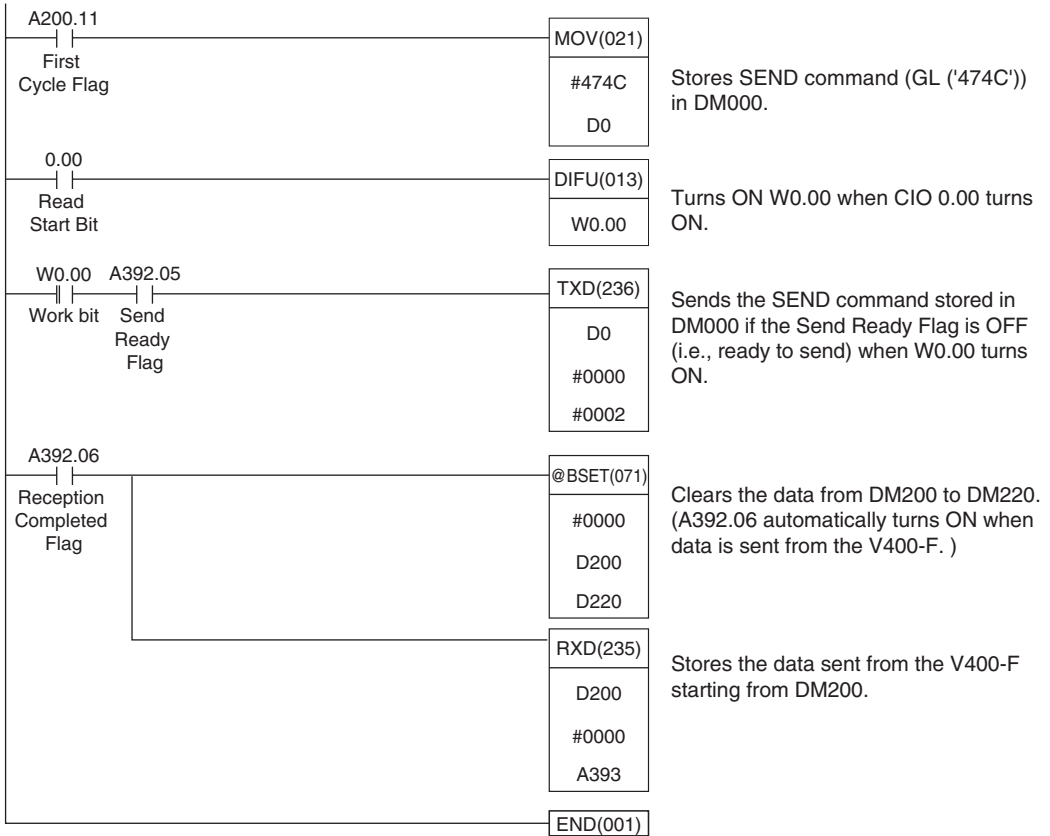 A200.11
First
Cycle Flag
MOV(021)
#474C
D0
Stores SEND command (GL ('474C'))
in DM000.
0.00
Read
Start Bit
DIFU(013)
W0.00
Turns ON W0.00 when CIO 0.00 turns
ON.
W0.00 A392.05
Work bit Send
Ready
Flag
TXD(236)
D0
#0000
#0002
Sends the SEND command stored in
DM000 if the Send Ready Flag is OFF
(i.e., ready to send) when W0.00 turns
ON.
A392.06
Reception
Completed
Flag
@BSET(071)
#0000
D200
D220
Clears the data from DM200 to DM220.
(A392.06 automatically turns ON when
data is sent from the V400-F. )
RXD(235)
D200
#0000
A393
Stores the data sent from the V400-F
starting from DM200.
END(001)